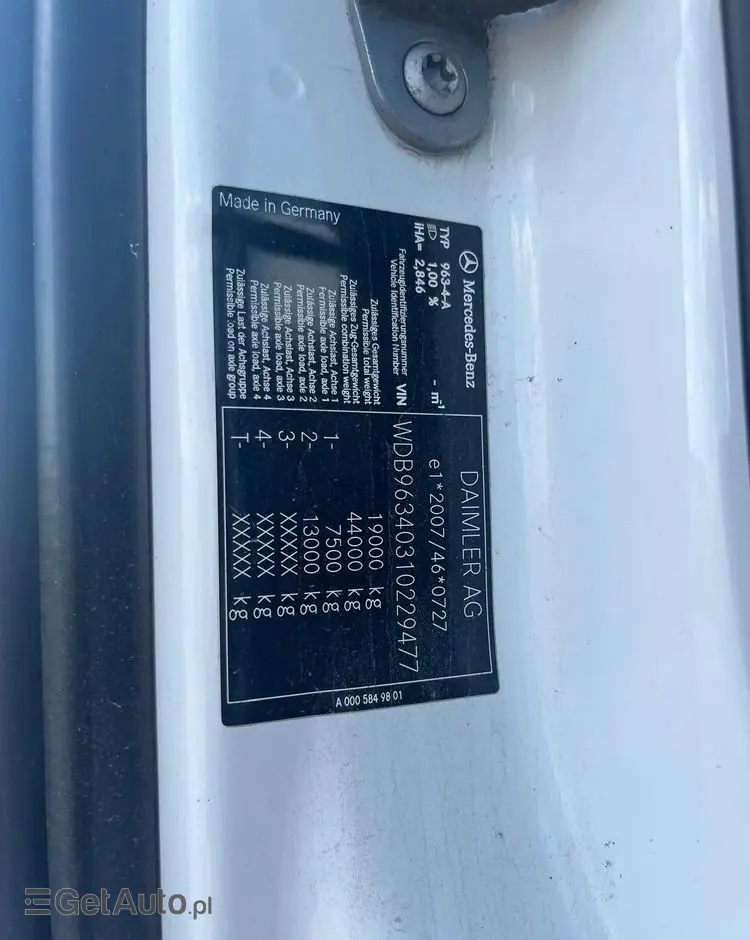 Mercedes-Benz
DAIMLER AG
TYP 963-4-A
e1*2007/46*0727
1,00 % - m⁻¹
iHA= 2,846
Fahrzeugidentifizierungsnummer
Vehicle Identification Number VIN WDB96340310229477
Zulässiges Gesamtgewicht
Permissible total weight 19000 kg
Zulässiges Zug-Gesamtgewicht
Permissible combination weight 44000 kg
Zulässige Achslast, Achse 1
Permissible axle load, axle 1 1- 7500 kg
Zulässige Achslast, Achse 2
Permissible axle load, axle 2 2- 13000 kg
Zulässige Achslast, Achse 3
Permissible axle load, axle 3 3- XXXXX kg
Zulässige Achslast, Achse 4
Permissible axle load, axle 4 4- XXXXX kg
Zulässige Last der Achsgruppe
Permissible load on axle group T- XXXXX kg
Made in Germany
A 000 584 98 01
GetAuto.pl